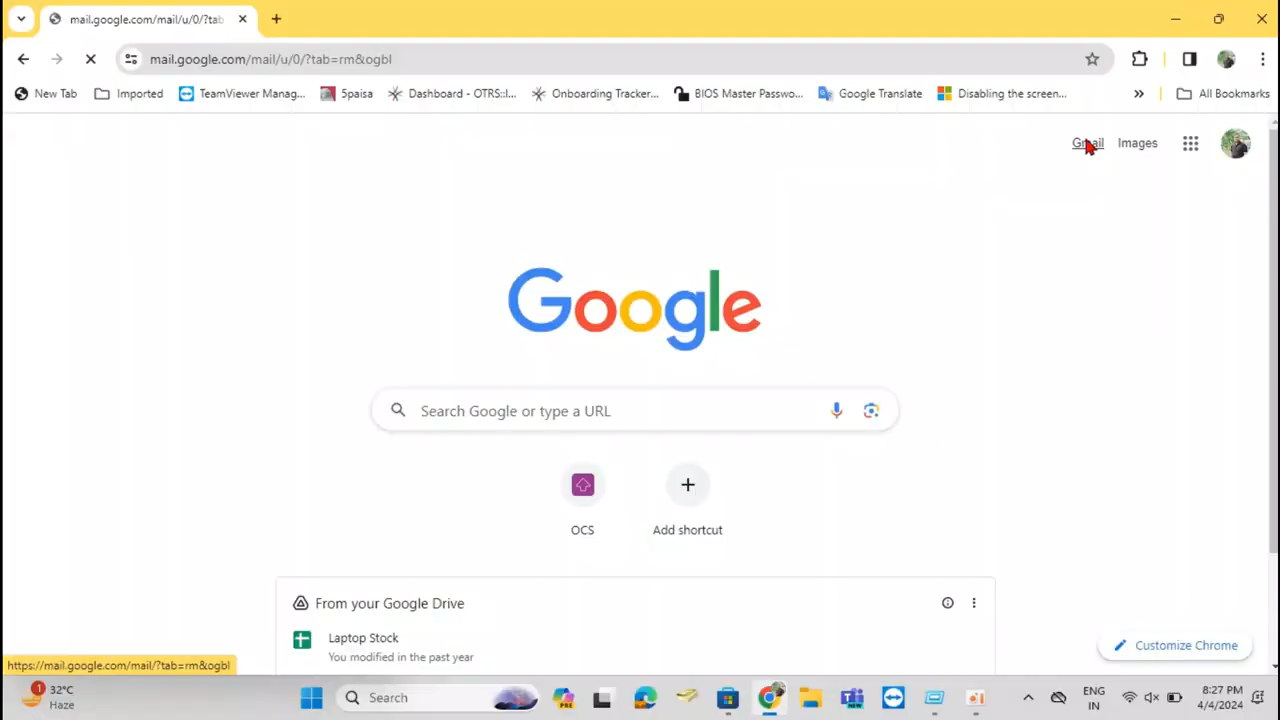 mail.google.com/mail/u/0/?tab
mail.google.com/mail/u/0/?tab=rm&ogbl
New Tab
Imported
TeamViewer Manag...
5paisa
Dashboard - OTRS::I...
Onboarding Tracker...
BIOS Master Passwo...
Google Translate
Disabling the screen...
»
All Bookmarks
Gmail
Images
Google
Search Google or type a URL
OCS
Add shortcut
From your Google Drive
Laptop Stock
You modified in the past year
Customize Chrome
https://mail.google.com/mail/?tab=rm&ogbl
1
32°C
Haze
Search
PRE
NEW
ENG
IN
8:27 PM
4/4/2024